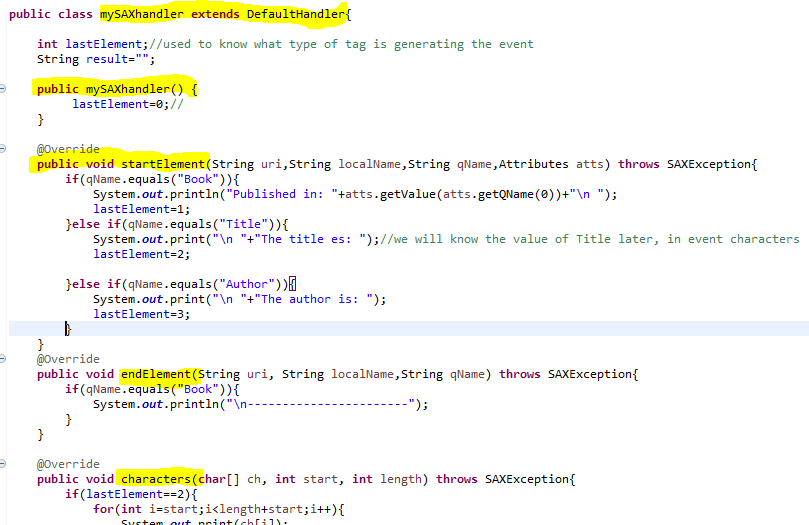 public class mySAXhandler extends DefaultHandler{
int lastElement;//used to know what type of tag is generating the event
String result="";
public mySAXhandler() {
lastElement=0;//
}
@Override
public void startElement(String uri,String localName,String qName,Attributes atts) throws SAXException{
if(qName.equals("Book")){
System.out.println("Published in: "+atts.getValue(atts.getQName(0))+"\n ");
lastElement=1;
}else if(qName.equals("Title")){
System.out.print("\n "+"The title es: ");//we will know the value of Title later, in event characters
lastElement=2;
}else if(qName.equals("Author")){
System.out.print("\n "+"The author is: ");
lastElement=3;
}
}
@Override
public void endElement(String uri, String localName,String qName) throws SAXException{
if(qName.equals("Book")){
System.out.println("\n-----------------------");
}
}
@Override
public void characters(char[] ch, int start, int length) throws SAXException{
if(lastElement==2){
for(int i=start;i<length+start;i++){
System.out.print(ch[i]);